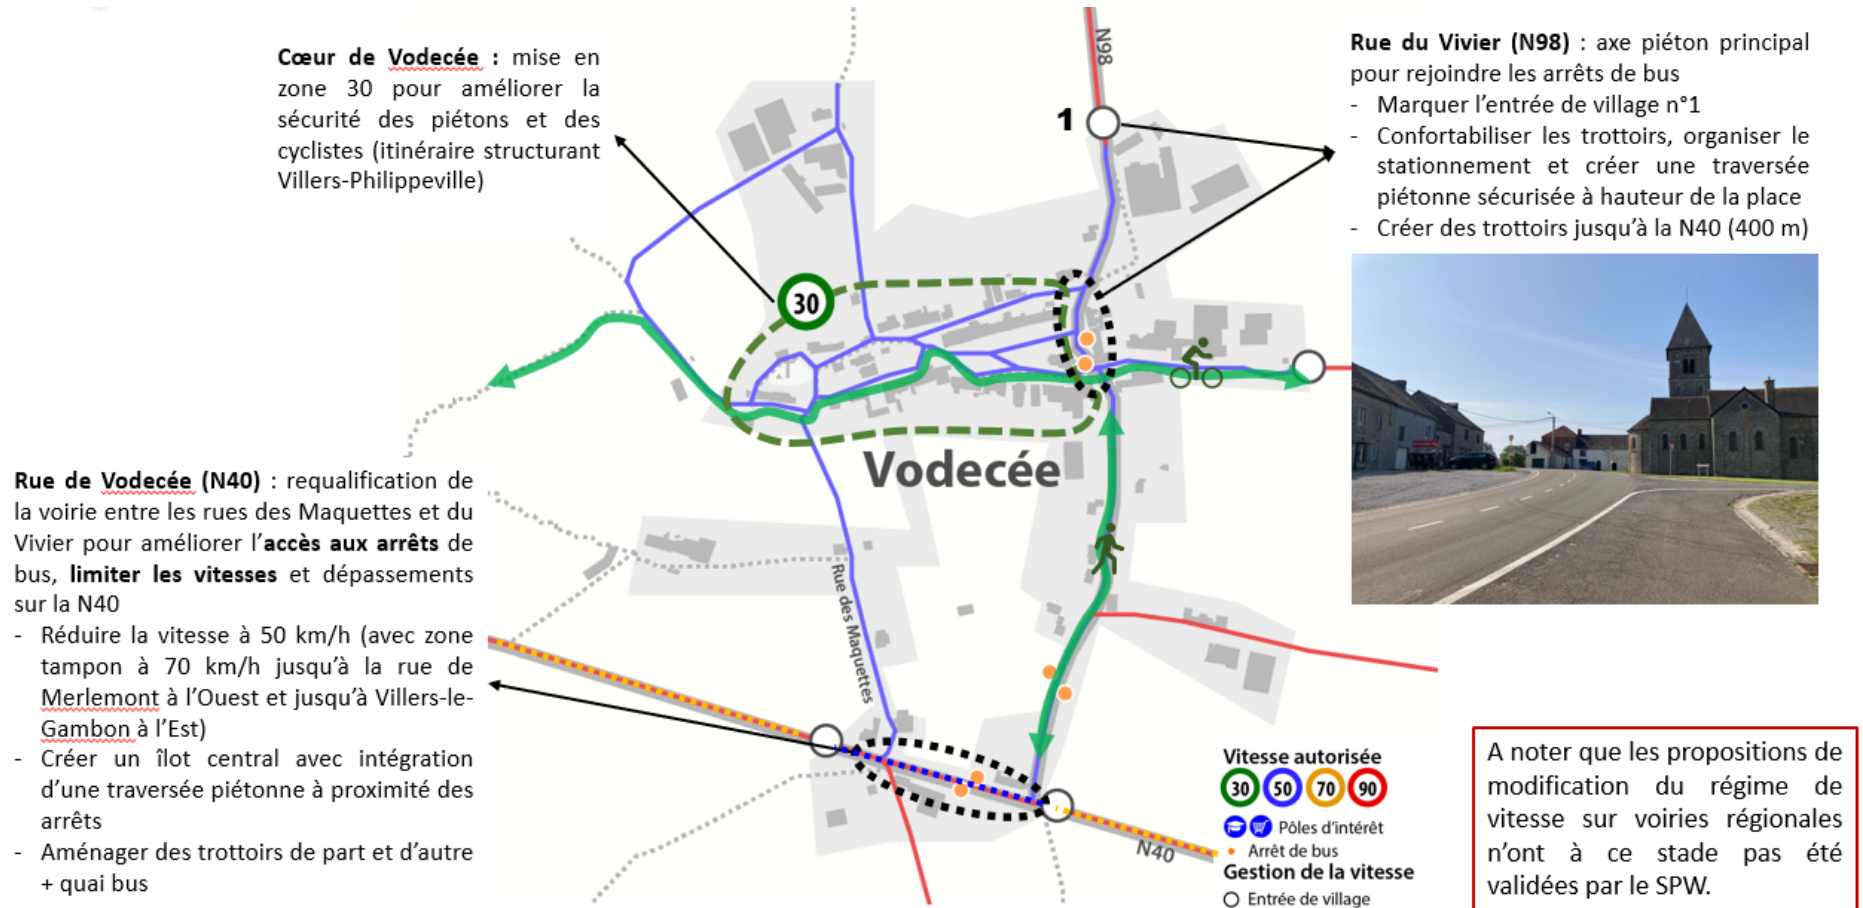 Cœur de Vodecée : mise en
zone 30 pour améliorer la
sécurité des piétons et des
cyclistes (itinéraire structurant
Villers-Philippeville)
N98
1
Rue du Vivier (N98) : axe piéton principal
pour rejoindre les arrêts de bus
- Marquer l’entrée de village n°1
- Confortabiliser les trottoirs, organiser le
stationnement et créer une traversée
piétonne sécurisée à hauteur de la place
- Créer des trottoirs jusqu’à la N40 (400 m)
30
Vodecée
Rue de Vodecée (N40) : requalification de
la voirie entre les rues des Maquettes et du
Vivier pour améliorer l’accès aux arrêts de
bus, limiter les vitesses et dépassements
sur la N40
- Réduire la vitesse à 50 km/h (avec zone
tampon à 70 km/h jusqu’à la rue de
Merlemont à l’Ouest et jusqu’à Villers-le-
Gambon à l’Est)
- Créer un îlot central avec intégration
d’une traversée piétonne à proximité des
arrêts
- Aménager des trottoirs de part et d’autre
+ quai bus
Rue des Maquettes
N40
Vitesse autorisée
30 50 70 90
Pôles d’intérêt
Arrêt de bus
Gestion de la vitesse
Entrée de village
A noter que les propositions de
modification du régime de
vitesse sur voiries régionales
n’ont à ce stade pas été
validées par le SPW.